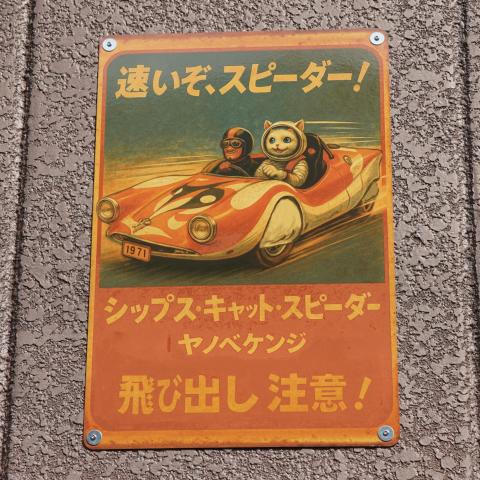 速いぞ、スピーダー!
1971
シップス・キャット・スピーダー
ヤノベケンジ
飛び出し 注意!